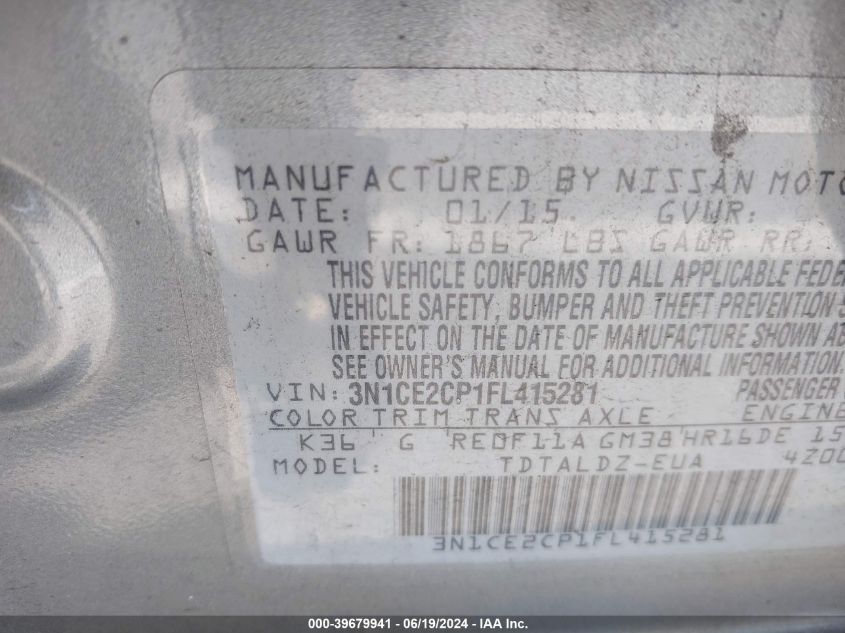 MANUFACTURED BY NISSAN MOTO
DATE: 01/15 GVWR:
GAWR FR: 1867 LBS GAWR RR:
THIS VEHICLE CONFORMS TO ALL APPLICABLE FEDER
VEHICLE SAFETY, BUMPER AND THEFT PREVENTION S
IN EFFECT ON THE DATE OF MANUFACTURE SHOWN AB
SEE OWNER'S MANUAL FOR ADDITIONAL INFORMATION.
VIN: 3N1CE2CP1FL415281 PASSENGER
COLOR TRIM TRANS AXLE ENGINE
K36 G RE0F11A GM38 HR16DE 15
MODEL: TDTALDZ-EUA 4Z00
3N1CE2CP1FL415281
000-39679941 - 06/19/2024 - IAA Inc.